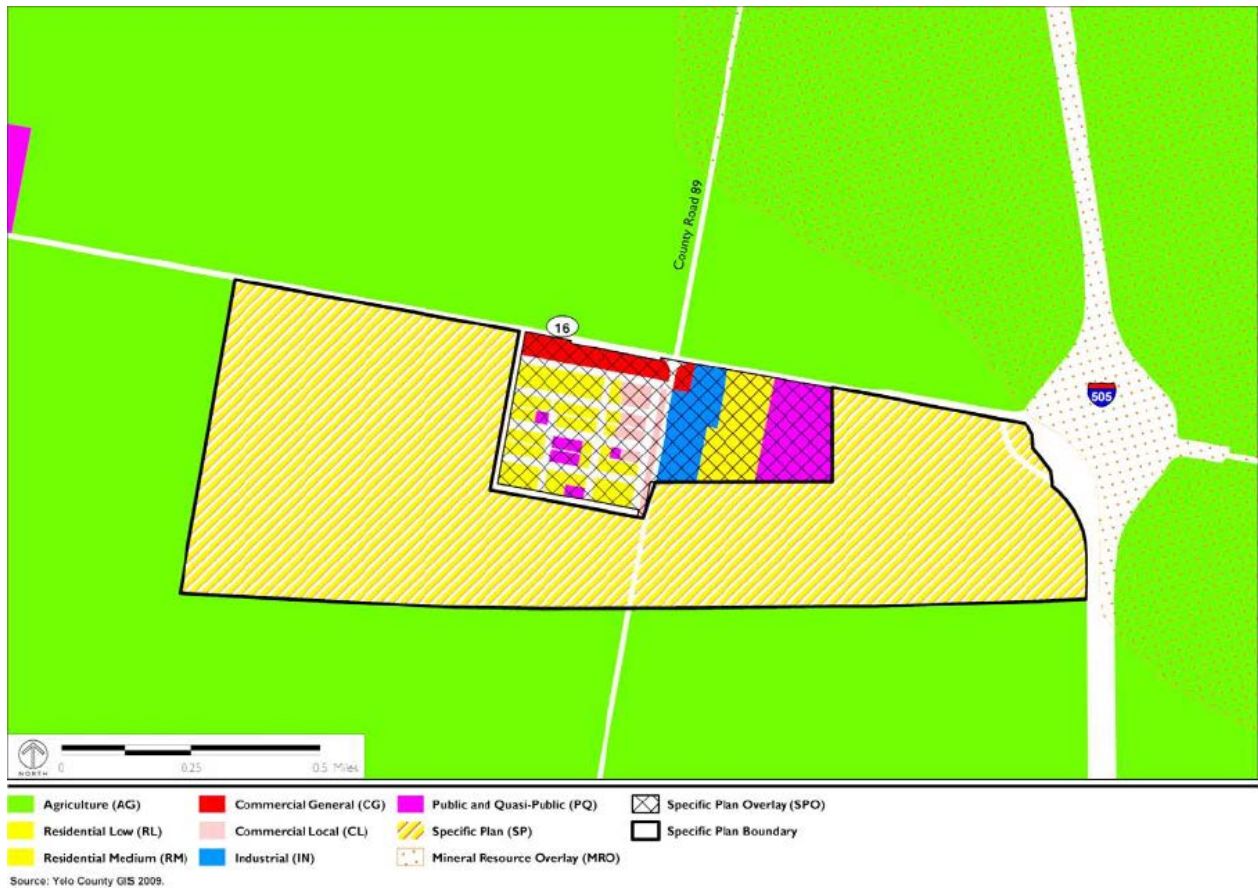 County Road 89
16
505
NORTH
0 0.25 0.5 Miles
Agriculture (AG)
Residential Low (RL)
Residential Medium (RM)
Commercial General (CG)
Commercial Local (CL)
Industrial (IN)
Public and Quasi-Public (PQ)
Specific Plan (SP)
Mineral Resource Overlay (MRO)
Specific Plan Overlay (SPO)
Specific Plan Boundary
Source: Yolo County GIS 2009.